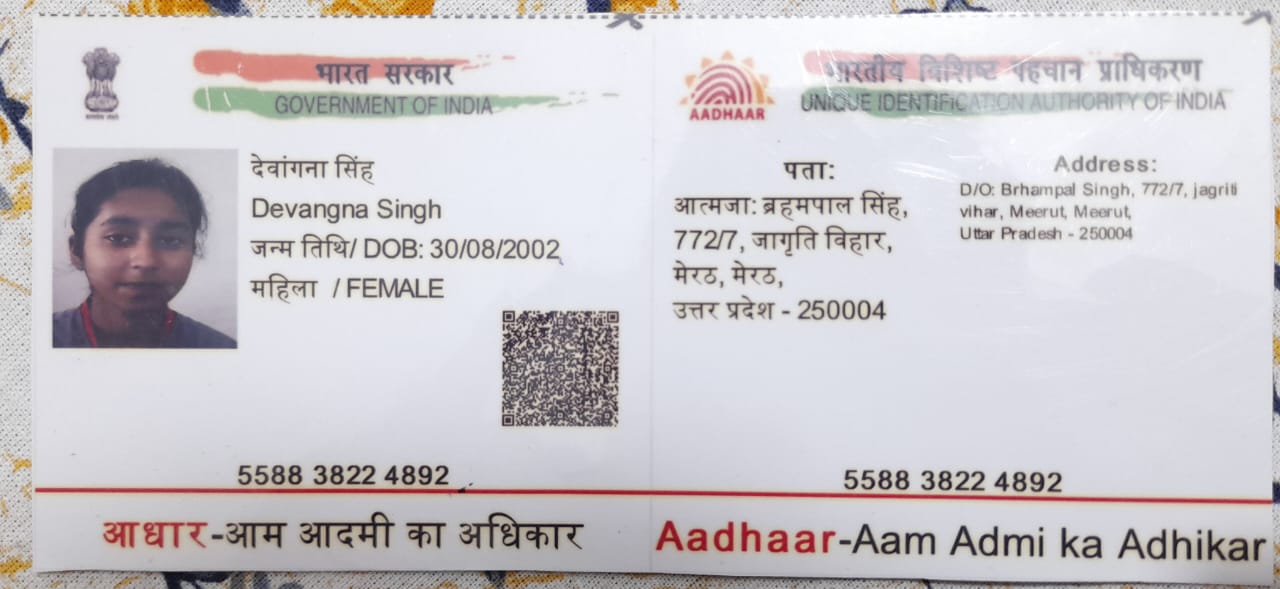 भारत सरकार
GOVERNMENT OF INDIA
देवांगना सिंह
Devangna Singh
जन्म तिथि/ DOB: 30/08/2002
महिला / FEMALE
5588 3822 4892
आधार-आम आदमी का अधिकार
AADHAAR
भारतीय विशिष्ट पहचान प्राधिकरण
UNIQUE IDENTIFICATION AUTHORITY OF INDIA
पता:
आत्मजा: ब्रहमपाल सिंह,
772/7, जागृति विहार,
मेरठ, मेरठ,
उत्तर प्रदेश - 250004
Address:
D/O: Brhampal Singh, 772/7, jagriti
vihar, Meerut, Meerut,
Uttar Pradesh - 250004
5588 3822 4892
Aadhaar-Aam Admi ka Adhikar